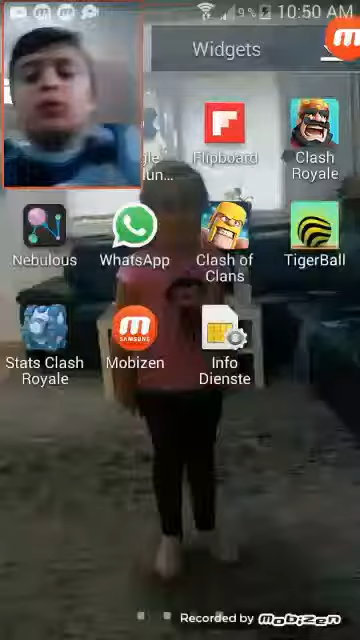 9% 10:50 AM
Widgets
Flipboard
Clash Royale
Nebulous
WhatsApp
Clash of Clans
TigerBall
Stats Clash Royale
Mobizen
SAMSUNG
Info Dienste
Recorded by mobizen